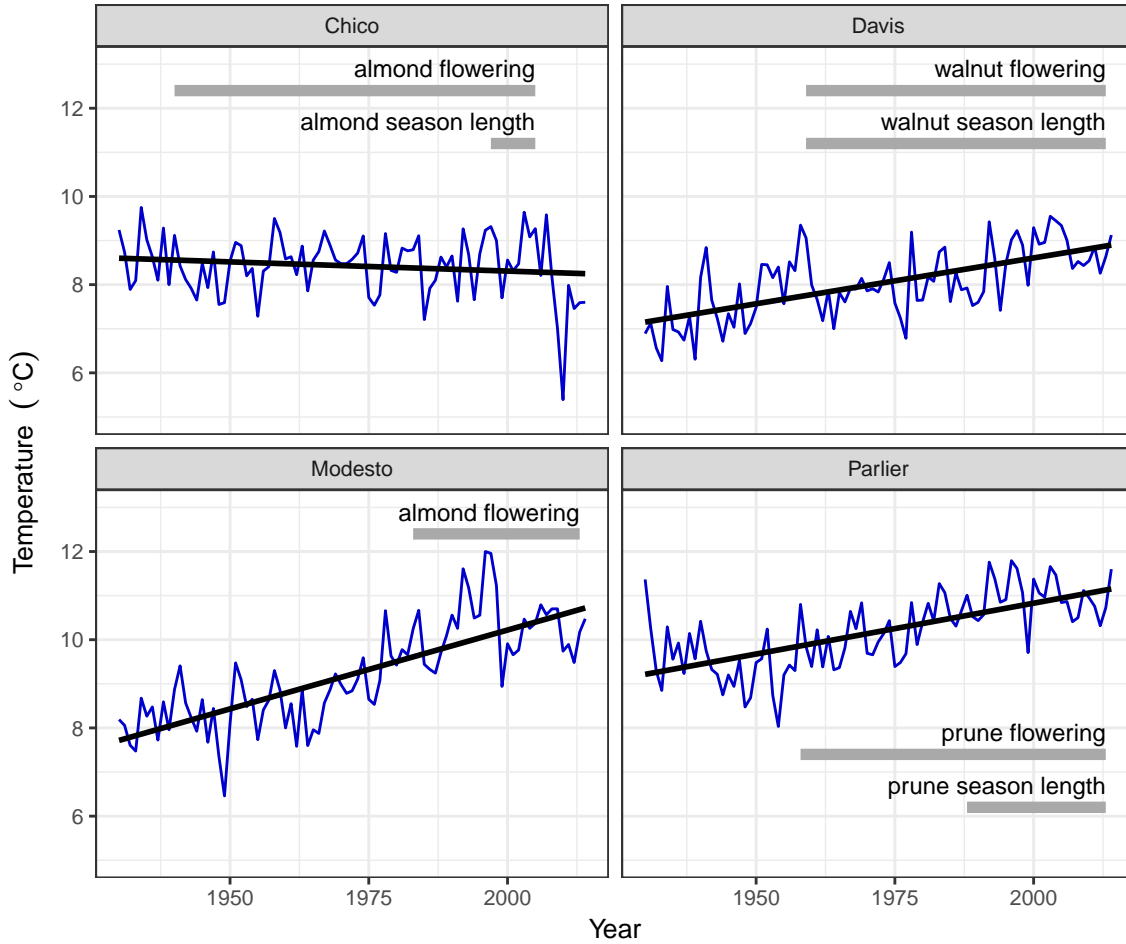 Chico
Davis
almond flowering
almond season length
walnut flowering
walnut season length
12
10
8
6
Modesto
Parlier
almond flowering
prune flowering
prune season length
12
10
8
6
1950
1975
2000
1950
1975
2000
Year
Temperature ( °C)